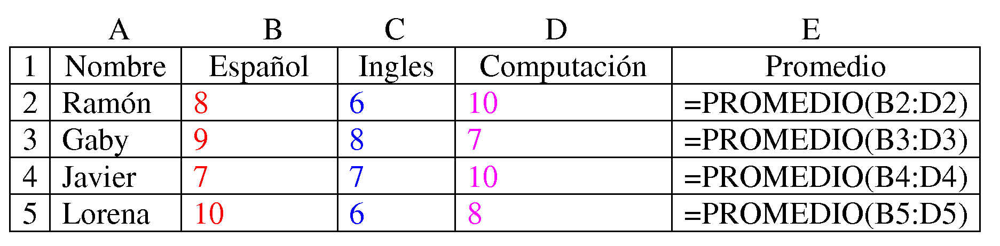 A B C D E
1 Nombre Español Ingles Computación Promedio
2 Ramón 8 6 10 =PROMEDIO(B2:D2)
3 Gaby 9 8 7 =PROMEDIO(B3:D3)
4 Javier 7 7 10 =PROMEDIO(B4:D4)
5 Lorena 10 6 8 =PROMEDIO(B5:D5)